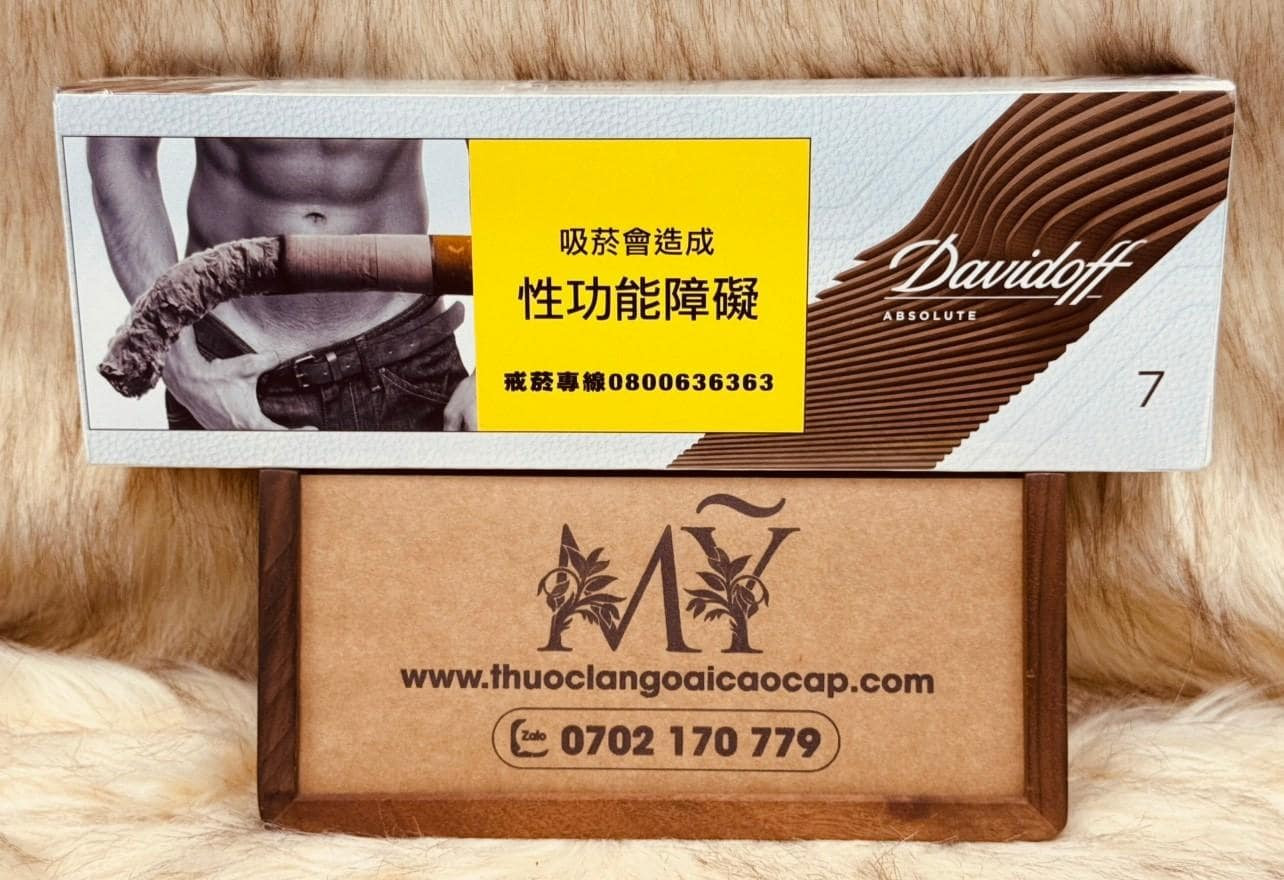 吸菸會造成
性功能障礙
戒菸專線0800636363
Davidoff
ABSOLUTE
7
MỸ
www.thuoclangoaicaocap.com
Zalo 0702 170 779